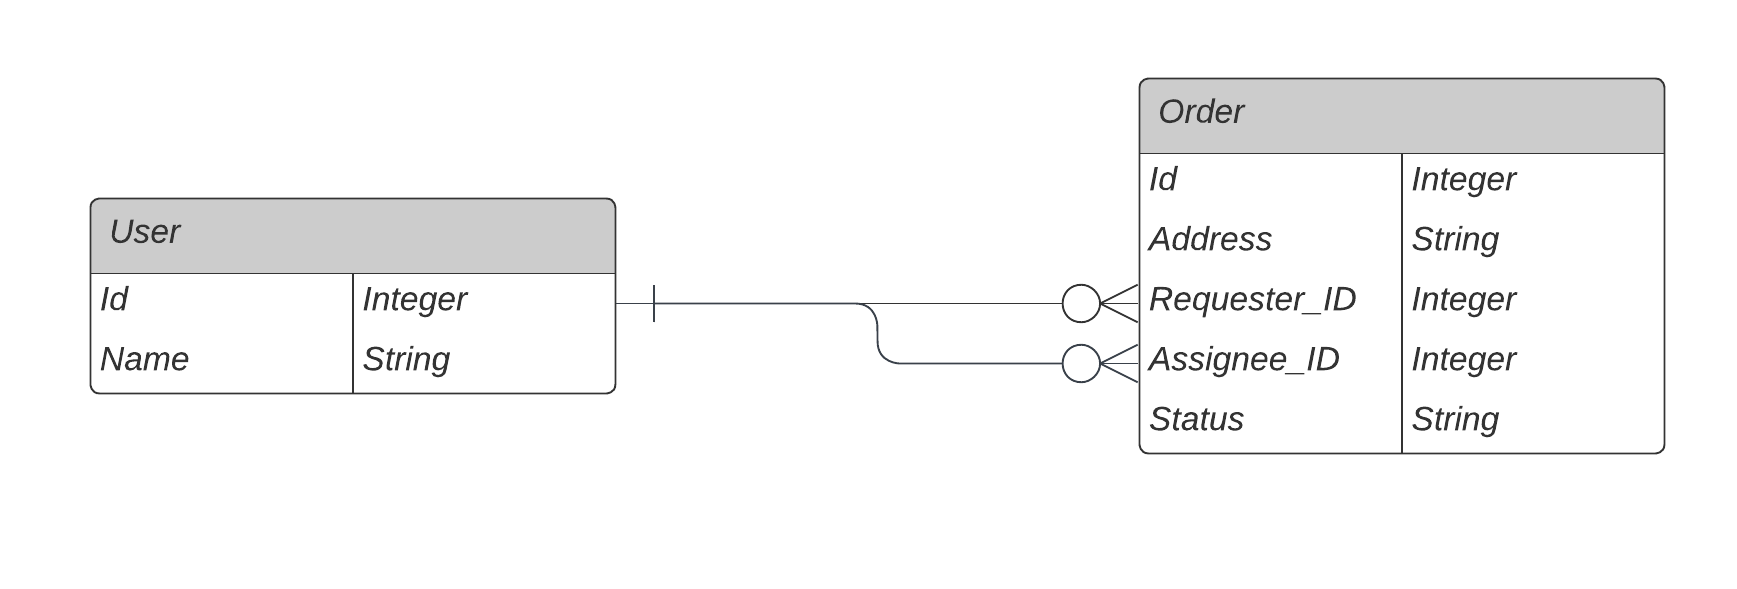 User
Id Integer
Name String
Order
Id Integer
Address String
Requester_ID Integer
Assignee_ID Integer
Status String